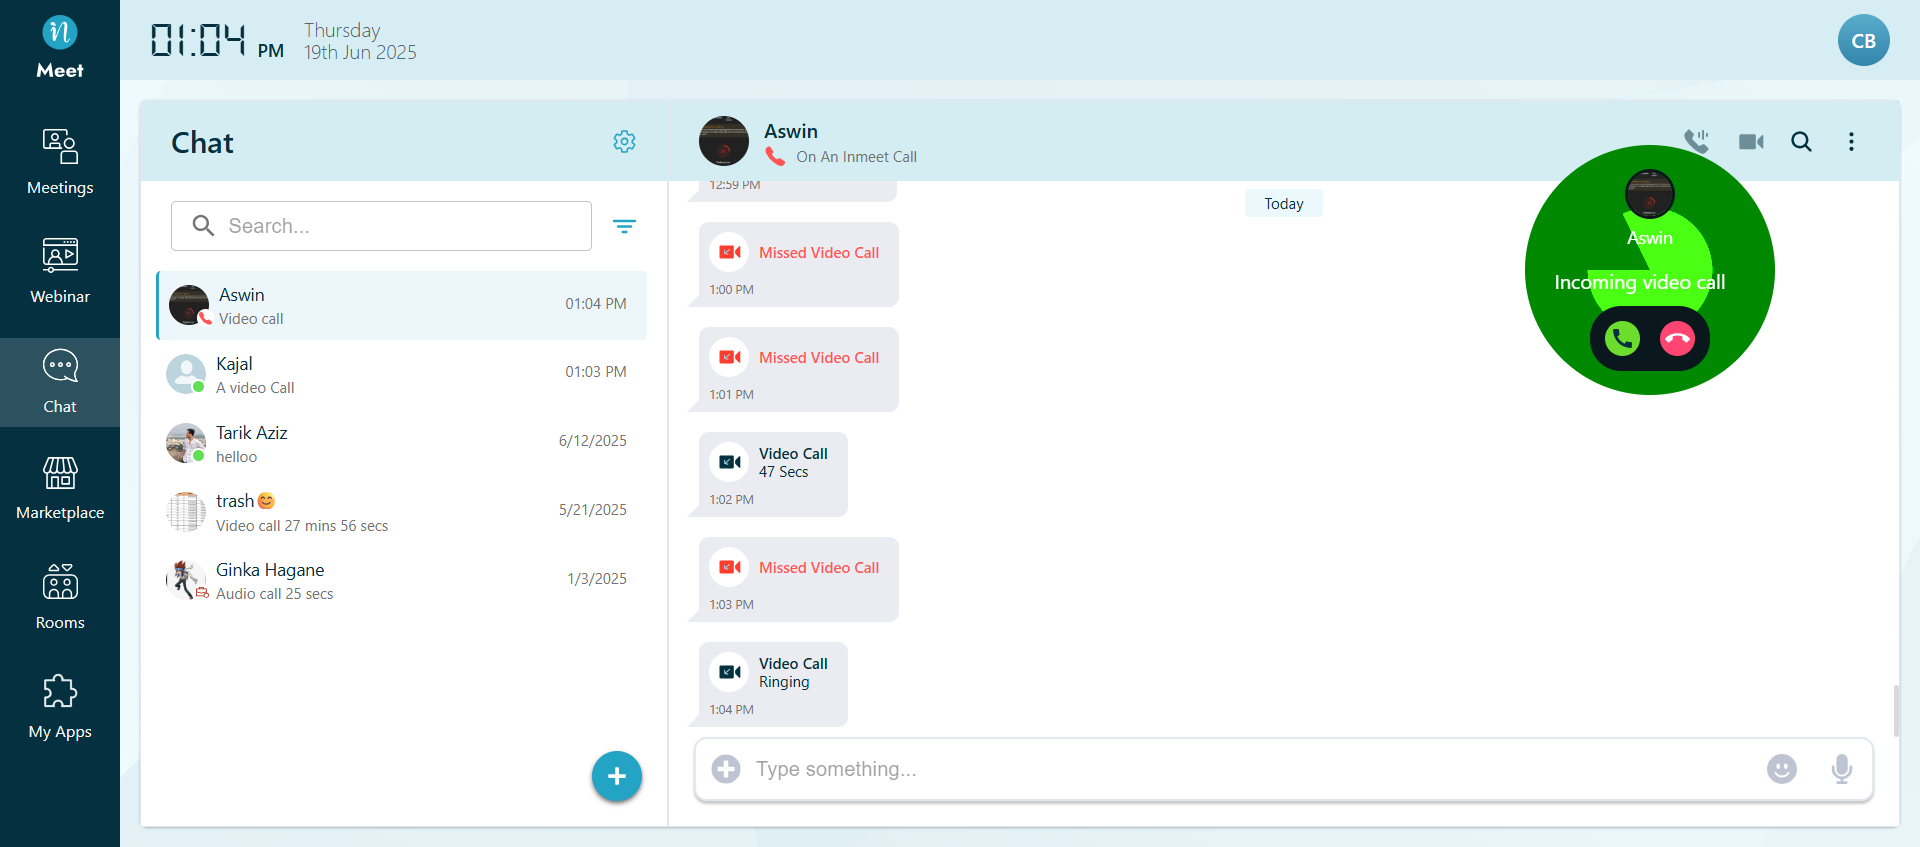 Meet
Meetings
Webinar
Chat
Marketplace
Rooms
My Apps
01:04 PM
Thursday
19th Jun 2025
CB
Chat
Search...
Aswin
Video call
01:04 PM
Kajal
A video Call
01:03 PM
Tarik Aziz
helloo
6/12/2025
trash😊
Video call 27 mins 56 secs
5/21/2025
Ginka Hagane
Audio call 25 secs
1/3/2025
Aswin
On An Inmeet Call
12:59 PM
Today
Missed Video Call
1:00 PM
Missed Video Call
1:01 PM
Video Call
47 Secs
1:02 PM
Missed Video Call
1:03 PM
Video Call
Ringing
1:04 PM
Aswin
Incoming video call
Type something...